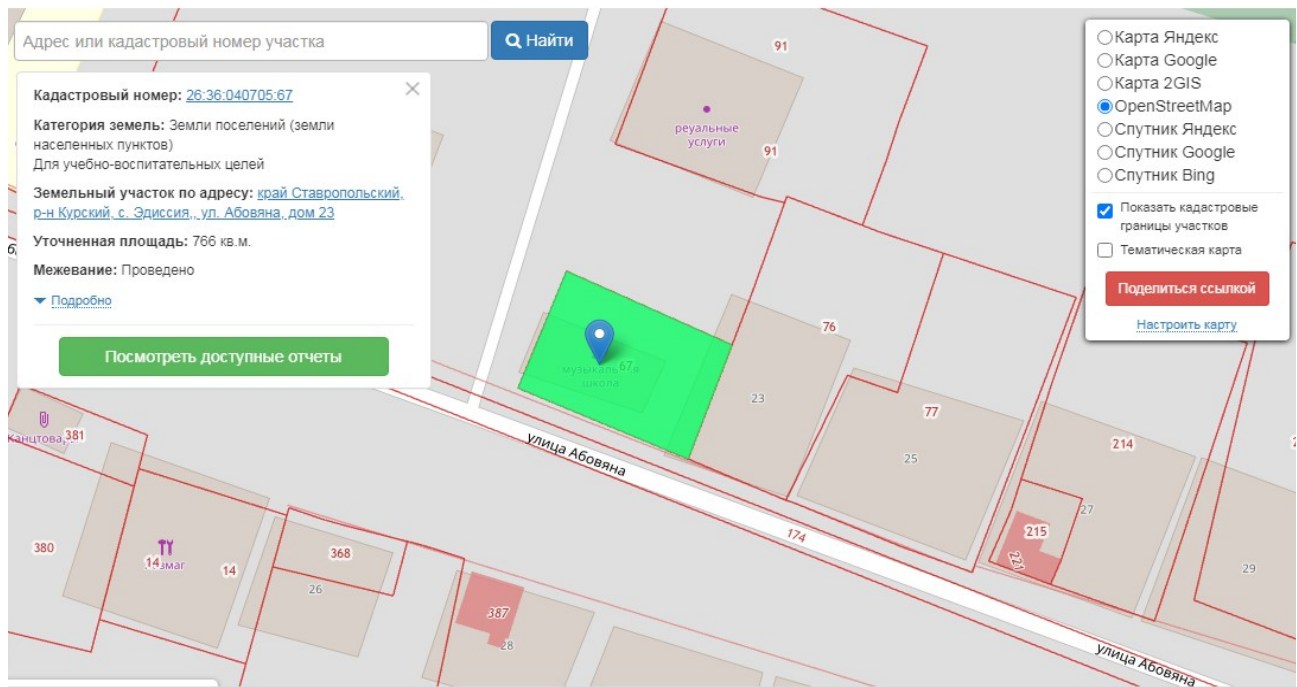 Адрес или кадастровый номер участка
Найти
Кадастровый номер: 26:36:040705:67
Категория земель: Земли поселений (земли
населенных пунктов)
Для учебно-воспитательных целей
Земельный участок по адресу: край Ставропольский,
р-н Курский, с. Эдиссия,, ул. Абовяна, дом 23
Уточненная площадь: 766 кв.м.
Межевание: Проведено
Подробно
Посмотреть доступные отчеты
Карта Яндекс
Карта Google
Карта 2GIS
OpenStreetMap
Спутник Яндекс
Спутник Google
Спутник Bing
Показать кадастровые
границы участков
Тематическая карта
Поделиться ссылкой
Настроить карту
91
реуальные
услуги
91
76
67
школа
23
77
25
214
27
215
221
29
улица Абовяна
174
улица Абовяна
381
380
14
14
368
26
387
28